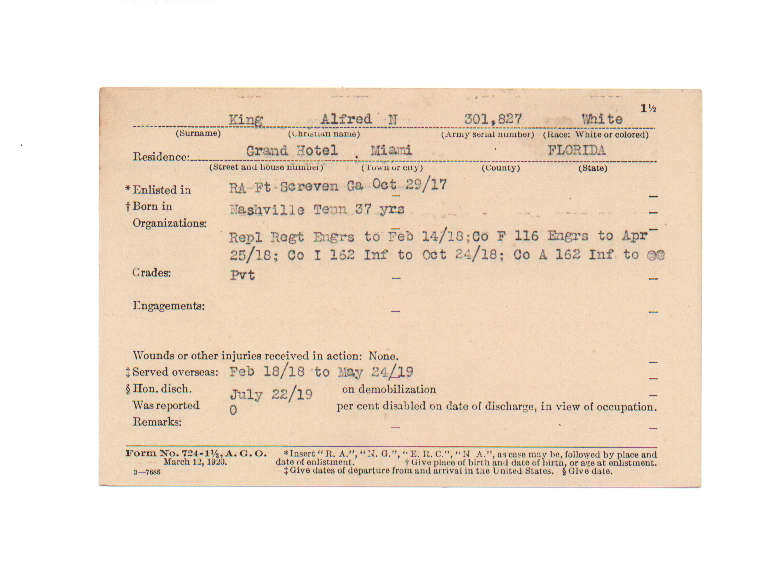 1½
King Alfred N 301,827 White
(Surname) (Christian name) (Army serial number) (Race: White or colored)
Residence: Grand Hotel, Miami FLORIDA
(Street and house number) (Town or city) (County) (State)
*Enlisted in RA Ft Screven Ga Oct 29/17
†Born in Nashville Tenn 37 yrs
Organizations:
Repl Regt Engrs to Feb 14/18;Co F 116 Engrs to Apr
25/18; Co I 162 Inf to Oct 24/18; Co A 162 Inf to
Grades: Pvt
Engagements:
Wounds or other injuries received in action: None.
‡Served overseas: Feb 18/18 to May 24/19
§Hon. disch. July 22/19 on demobilization
Was reported 0 per cent disabled on date of discharge, in view of occupation.
Remarks:
Form No. 724-1½, A. G. O. *Insert "R. A.", "N. G.", "E. R. C.", "N A.", as case may be, followed by place and
March 12, 1920. date of enlistment. †Give place of birth and date of birth, or age at enlistment.
3—7686 ‡Give dates of departure from and arrival in the United States. §Give date.